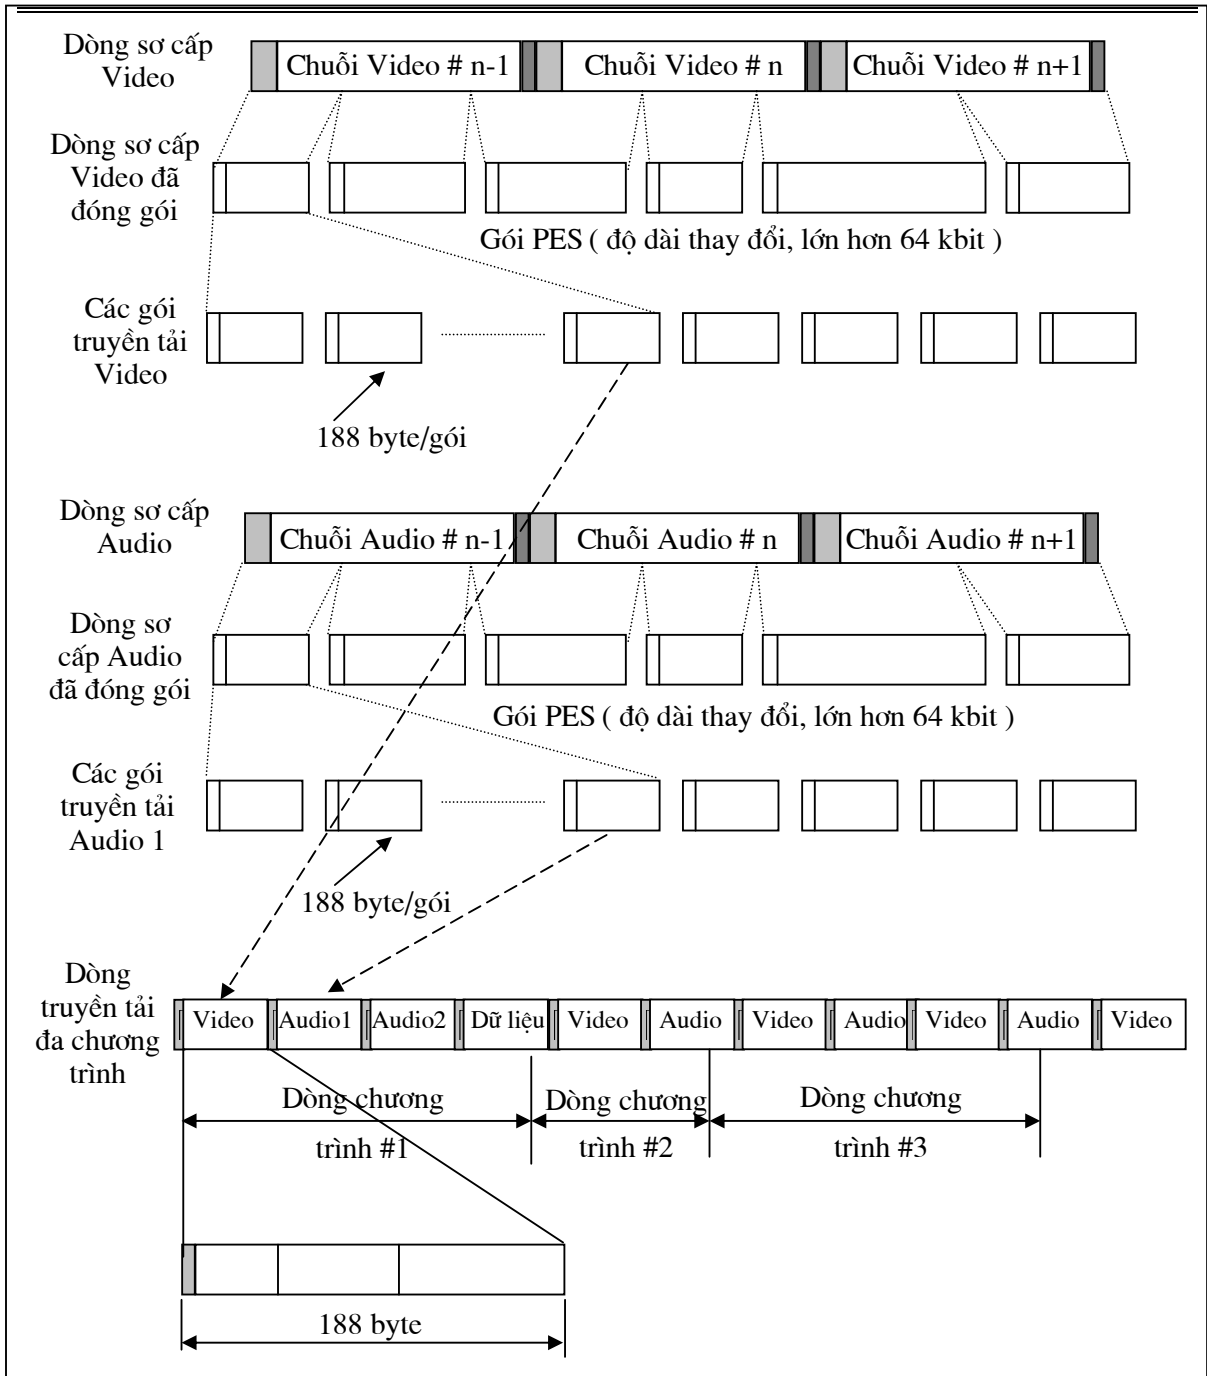 Dòng sơ cấp
Video
Chuỗi Video # n-1
Chuỗi Video # n
Chuỗi Video # n+1
Dòng sơ cấp
Video đã
đóng gói
Gói PES ( độ dài thay đổi, lớn hơn 64 kbit )
Các gói
truyền tải
Video
188 byte/gói
Dòng sơ cấp
Audio
Chuỗi Audio # n-1
Chuỗi Audio # n
Chuỗi Audio # n+1
Dòng sơ
cấp Audio
đã đóng gói
Gói PES ( độ dài thay đổi, lớn hơn 64 kbit )
Các gói
truyền tải
Audio 1
188 byte/gói
Dòng
truyền tải
đa chương
trình
Video
Audio1
Audio2
Dữ liệu
Video
Audio
Video
Audio
Video
Audio
Video
Dòng chương
trình #1
Dòng chương
trình #2
Dòng chương
trình #3
188 byte